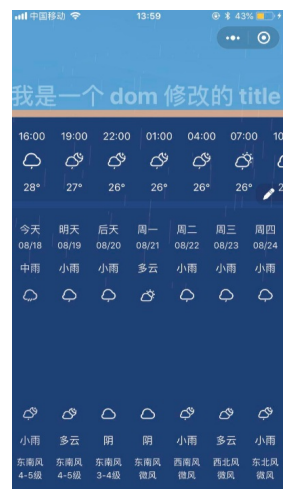 中国移动 13:59 43%
我是一个 dom 修改的 title
16:00 19:00 22:00 01:00 04:00 07:00 10
28° 27° 26° 26° 26° 26° 2
今天 明天 后天 周一 周二 周三 周四
08/18 08/19 08/20 08/21 08/22 08/23 08/24
中雨 小雨 小雨 多云 小雨 小雨 小雨
小雨 多云 阴 阴 小雨 多云 小雨
东南风 东南风 东南风 东南风 西南风 西北风 东北风
4-5级 4-5级 3-4级 微风 微风 微风 微风